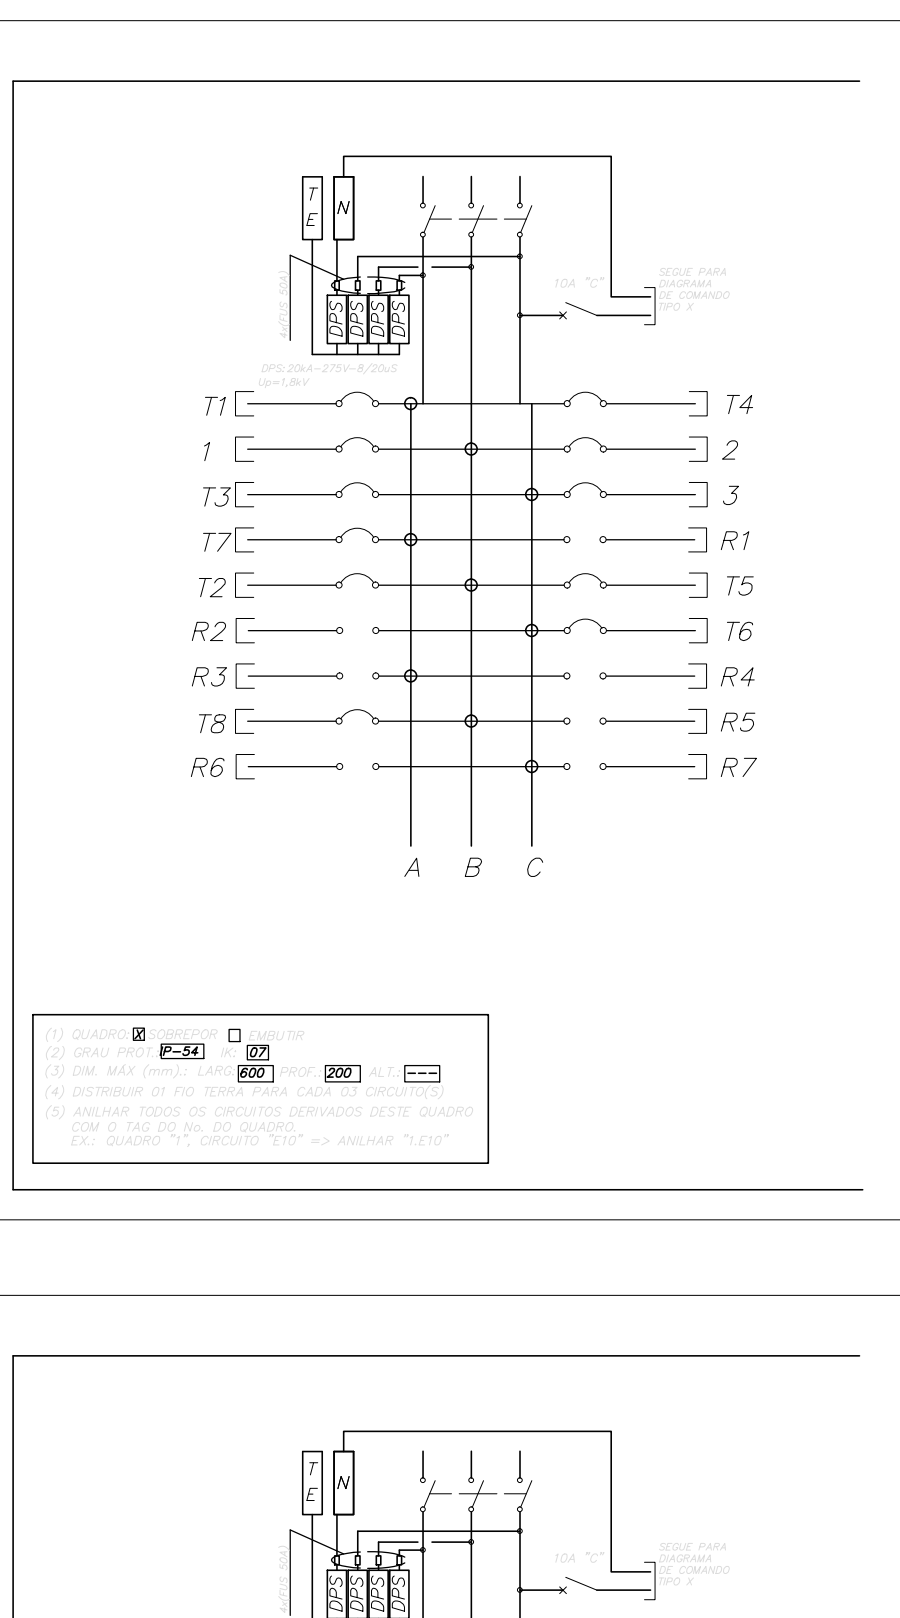 T
E
N
4x(FUS 50A)
DPS
DPS
DPS
DPS
10A "C"
SEGUE PARA
DIAGRAMA
DE COMANDO
TIPO X
DPS: 20kA-275V-8/20uS
Up=1,8kV
T1 T4
1 2
T3 3
T7 R1
T2 T5
R2 T6
R3 R4
T8 R5
R6 R7
A B C
(1) QUADRO: X SOBREPOR EMBUTIR
(2) GRAU PROT.: IP-54 IK: 07
(3) DIM. MÁX (mm).: LARG: 600 PROF.: 200 ALT.: ---
(4) DISTRIBUIR 01 FIO TERRA PARA CADA 03 CIRCUITO(S)
(5) ANILHAR TODOS OS CIRCUITOS DERIVADOS DESTE QUADRO
COM O TAG DO No. DO QUADRO.
EX.: QUADRO "1", CIRCUITO "E10" => ANILHAR "1.E10"
T
E
N
4x(FUS 50A)
DPS
DPS
DPS
DPS
10A "C"
SEGUE PARA
DIAGRAMA
DE COMANDO
TIPO X